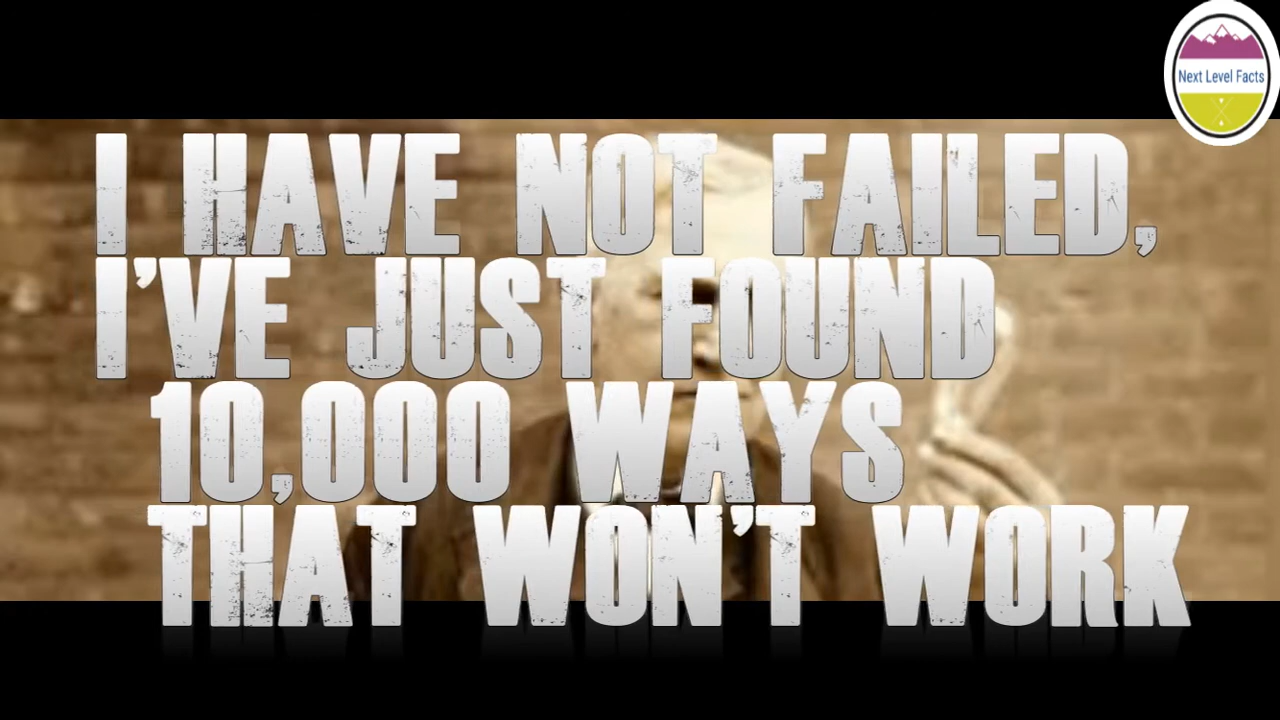 Next Level Facts
I HAVE NOT FAILED,
I'VE JUST FOUND
10,000 WAYS
THAT WON'T WORK